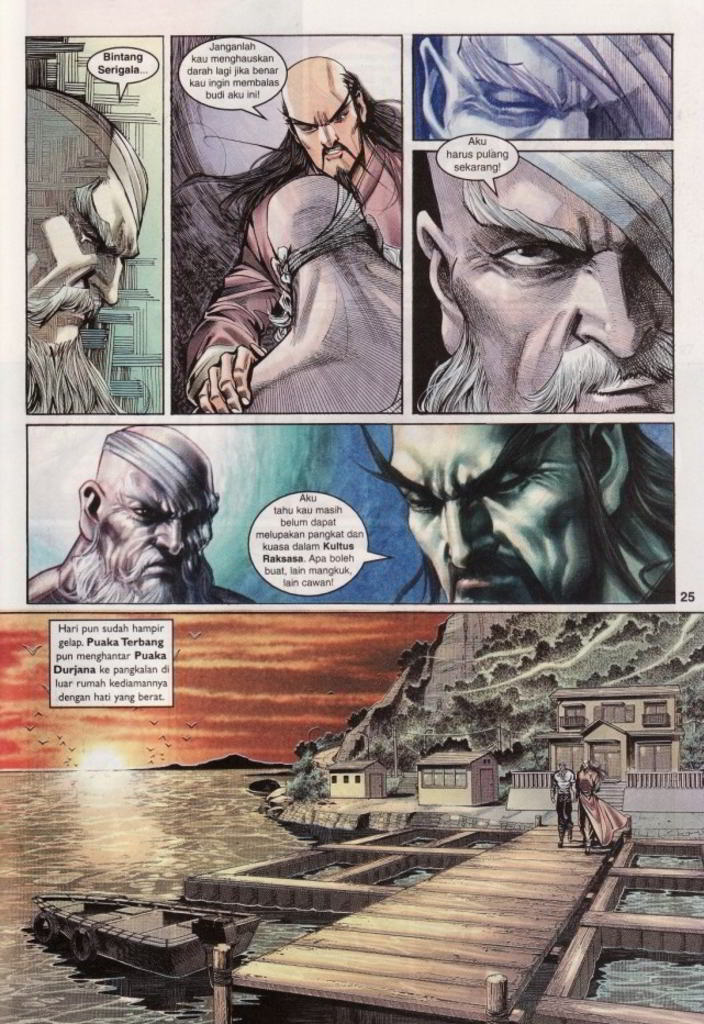 Bintang
Serigala...
Janganlah
kau menghauskan
darah lagi jika benar
kau ingin membalas
budi aku ini!
Aku
harus pulang
sekarang!
Aku
tahu kau masih
belum dapat
melupakan pangkat dan
kuasa dalam Kultus
Raksasa. Apa boleh
buat, lain mangkuk,
lain cawan!
25
Hari pun sudah hampir
gelap. Puaka Terbang
pun menghantar Puaka
Durjana ke pangkalan di
luar rumah kediamannya
dengan hati yang berat.